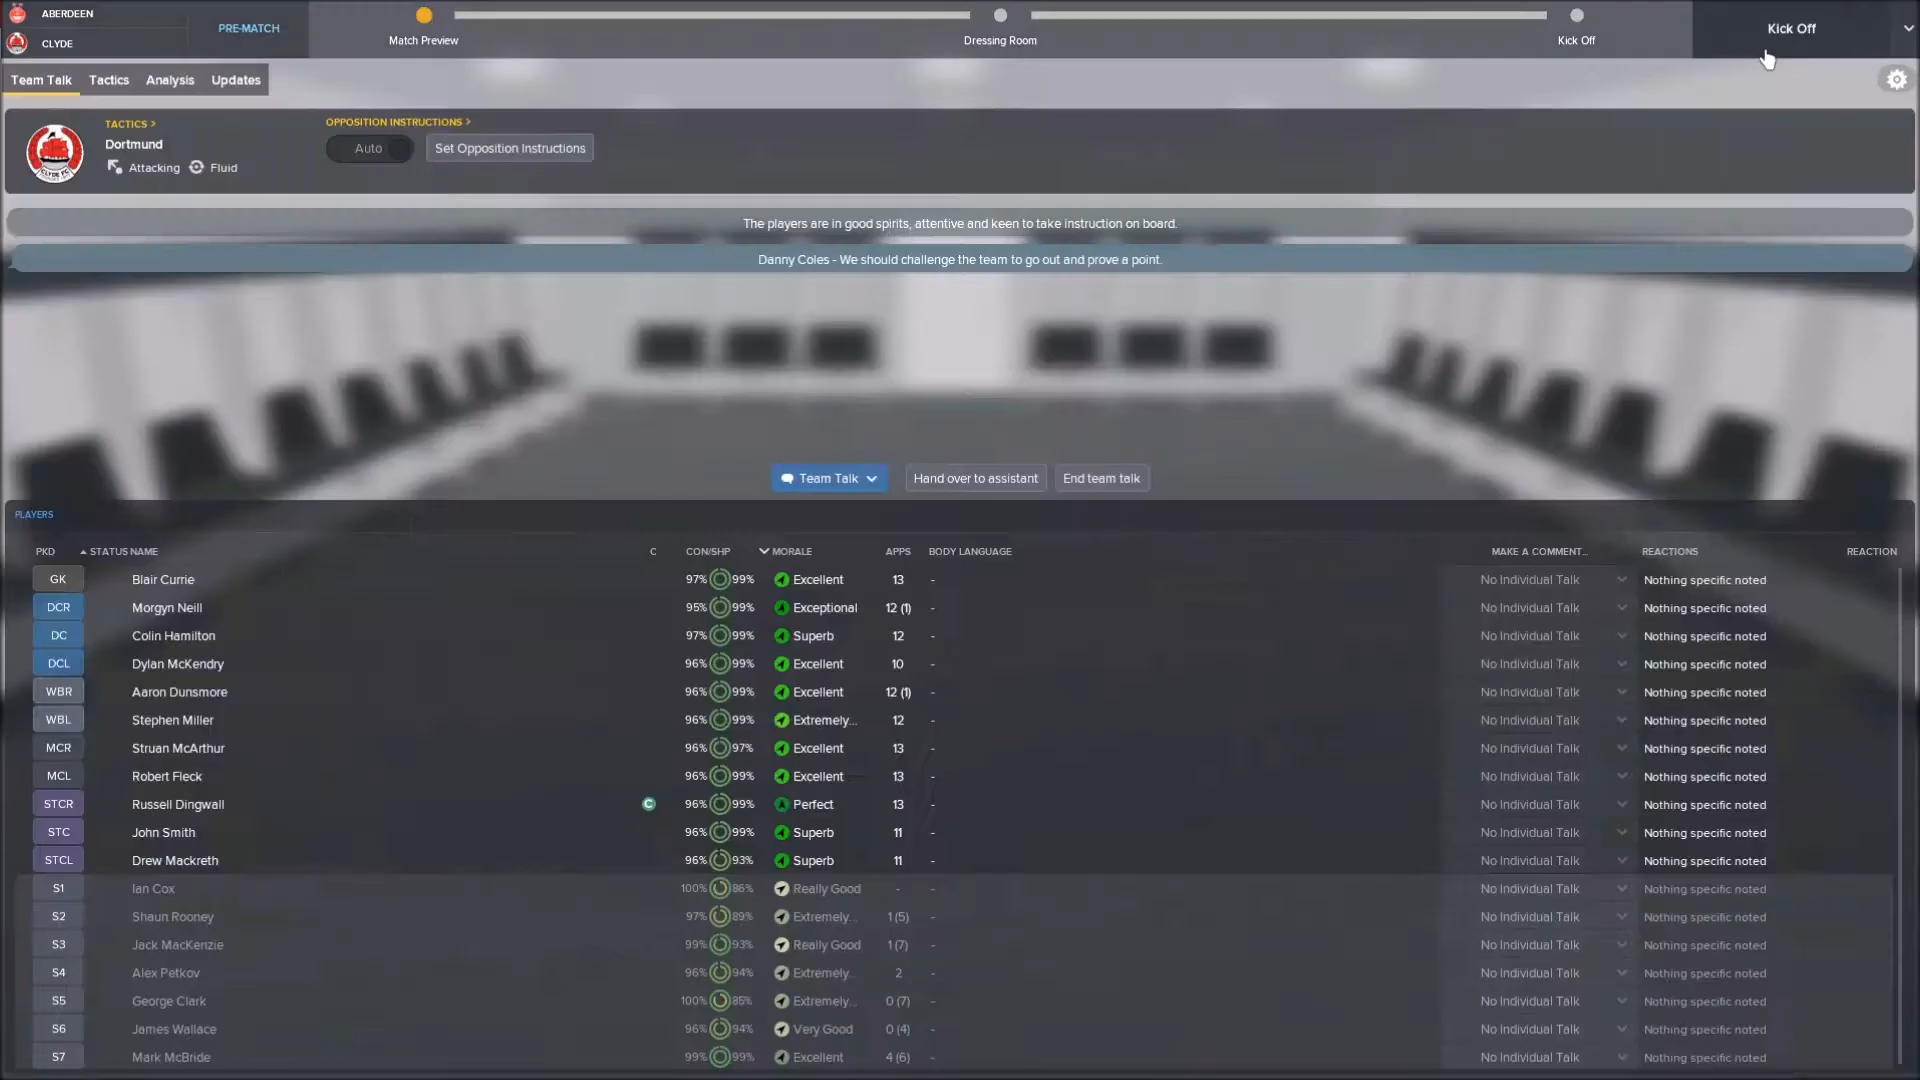 ABERDEEN
CLYDE
PRE-MATCH
Match Preview
Dressing Room
Kick Off
Kick Off
Team Talk Tactics Analysis Updates
TACTICS >
Dortmund
Attacking Fluid
OPPOSITION INSTRUCTIONS >
Auto Set Opposition Instructions
CLYDE FC
The players are in good spirits, attentive and keen to take instruction on board.
Danny Coles - We should challenge the team to go out and prove a point.
Team Talk Hand over to assistant End team talk
PLAYERS
PKD STATUS NAME C CON/SHP MORALE APPS BODY LANGUAGE MAKE A COMMENT... REACTIONS REACTION
GK Blair Currie 97% 99% Excellent 13 - No Individual Talk Nothing specific noted
DCR Morgyn Neill 95% 99% Exceptional 12 (1) - No Individual Talk Nothing specific noted
DC Colin Hamilton 97% 99% Superb 12 - No Individual Talk Nothing specific noted
DCL Dylan McKendry 96% 99% Excellent 10 - No Individual Talk Nothing specific noted
WBR Aaron Dunsmore 96% 99% Excellent 12 (1) - No Individual Talk Nothing specific noted
WBL Stephen Miller 96% 99% Extremely... 12 - No Individual Talk Nothing specific noted
MCR Struan McArthur 96% 97% Excellent 13 - No Individual Talk Nothing specific noted
MCL Robert Fleck 96% 99% Excellent 13 - No Individual Talk Nothing specific noted
STCR Russell Dingwall C 96% 99% Perfect 13 - No Individual Talk Nothing specific noted
STC John Smith 96% 99% Superb 11 - No Individual Talk Nothing specific noted
STCL Drew Mackreth 96% 93% Superb 11 - No Individual Talk Nothing specific noted
S1 Ian Cox 100% 86% Really Good - - No Individual Talk Nothing specific noted
S2 Shaun Rooney 97% 89% Extremely... 1 (5) - No Individual Talk Nothing specific noted
S3 Jack MacKenzie 99% 93% Really Good 1 (7) - No Individual Talk Nothing specific noted
S4 Alex Petkov 96% 94% Extremely... 2 - No Individual Talk Nothing specific noted
S5 George Clark 100% 85% Extremely... 0 (7) - No Individual Talk Nothing specific noted
S6 James Wallace 96% 94% Very Good 0 (4) - No Individual Talk Nothing specific noted
S7 Mark McBride 99% 99% Excellent 4 (6) - No Individual Talk Nothing specific noted